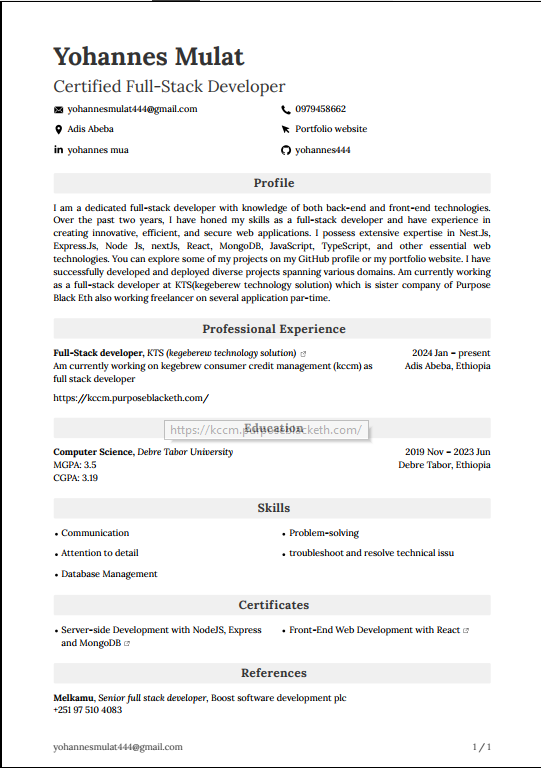 Yohannes Mulat
Certified Full-Stack Developer
yohannesmulat444@gmail.com
0979458662
Adis Abeba
Portfolio website
yohannes mua
yohannes444
Profile
I am a dedicated full-stack developer with knowledge of both back-end and front-end technologies.
Over the past two years, I have honed my skills as a full-stack developer and have experience in
creating innovative, efficient, and secure web applications. I possess extensive expertise in Nest.Js,
Express.Js, Node Js, nextJs, React, MongoDB, JavaScript, TypeScript, and other essential web
technologies. You can explore some of my projects on my GitHub profile or my portfolio website. I have
successfully developed and deployed diverse projects spanning various domains. Am currently working
as a full-stack developer at KTS(kegeberew technology solution) which is sister company of Purpose
Black Eth also working freelancer on several application par-time.
Professional Experience
Full-Stack developer, KTS (kegeberew technology solution)
2024 Jan – present
Am currently working on kegebrew consumer credit management (kccm) as
Adis Abeba, Ethiopia
full stack developer
https://kccm.purposeblacketh.com/
Education
https://kccm.purposeblacketh.com/
Computer Science, Debre Tabor University
2019 Nov – 2023 Jun
MGPA: 3.5
Debre Tabor, Ethiopia
CGPA: 3.19
Skills
• Communication
• Problem-solving
• Attention to detail
• troubleshoot and resolve technical issu
• Database Management
Certificates
• Server-side Development with NodeJS, Express
• Front-End Web Development with React
and MongoDB
References
Melkamu, Senior full stack developer, Boost software development plc
+251 97 510 4083
yohannesmulat444@gmail.com
1 / 1